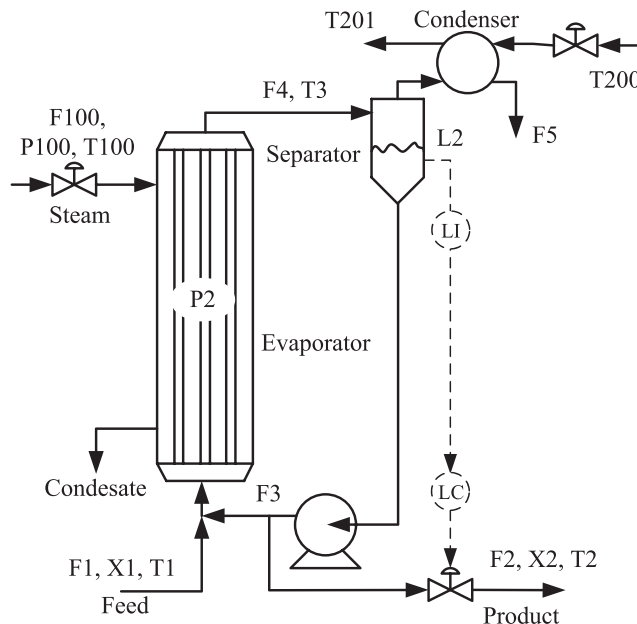 T201
Condenser
T200
F4, T3
F100,
P100, T100
Separator
L2
F5
Steam
LI
P2
Evaporator
Condesate
F3
LC
F1, X1, T1
F2, X2, T2
Feed
Product